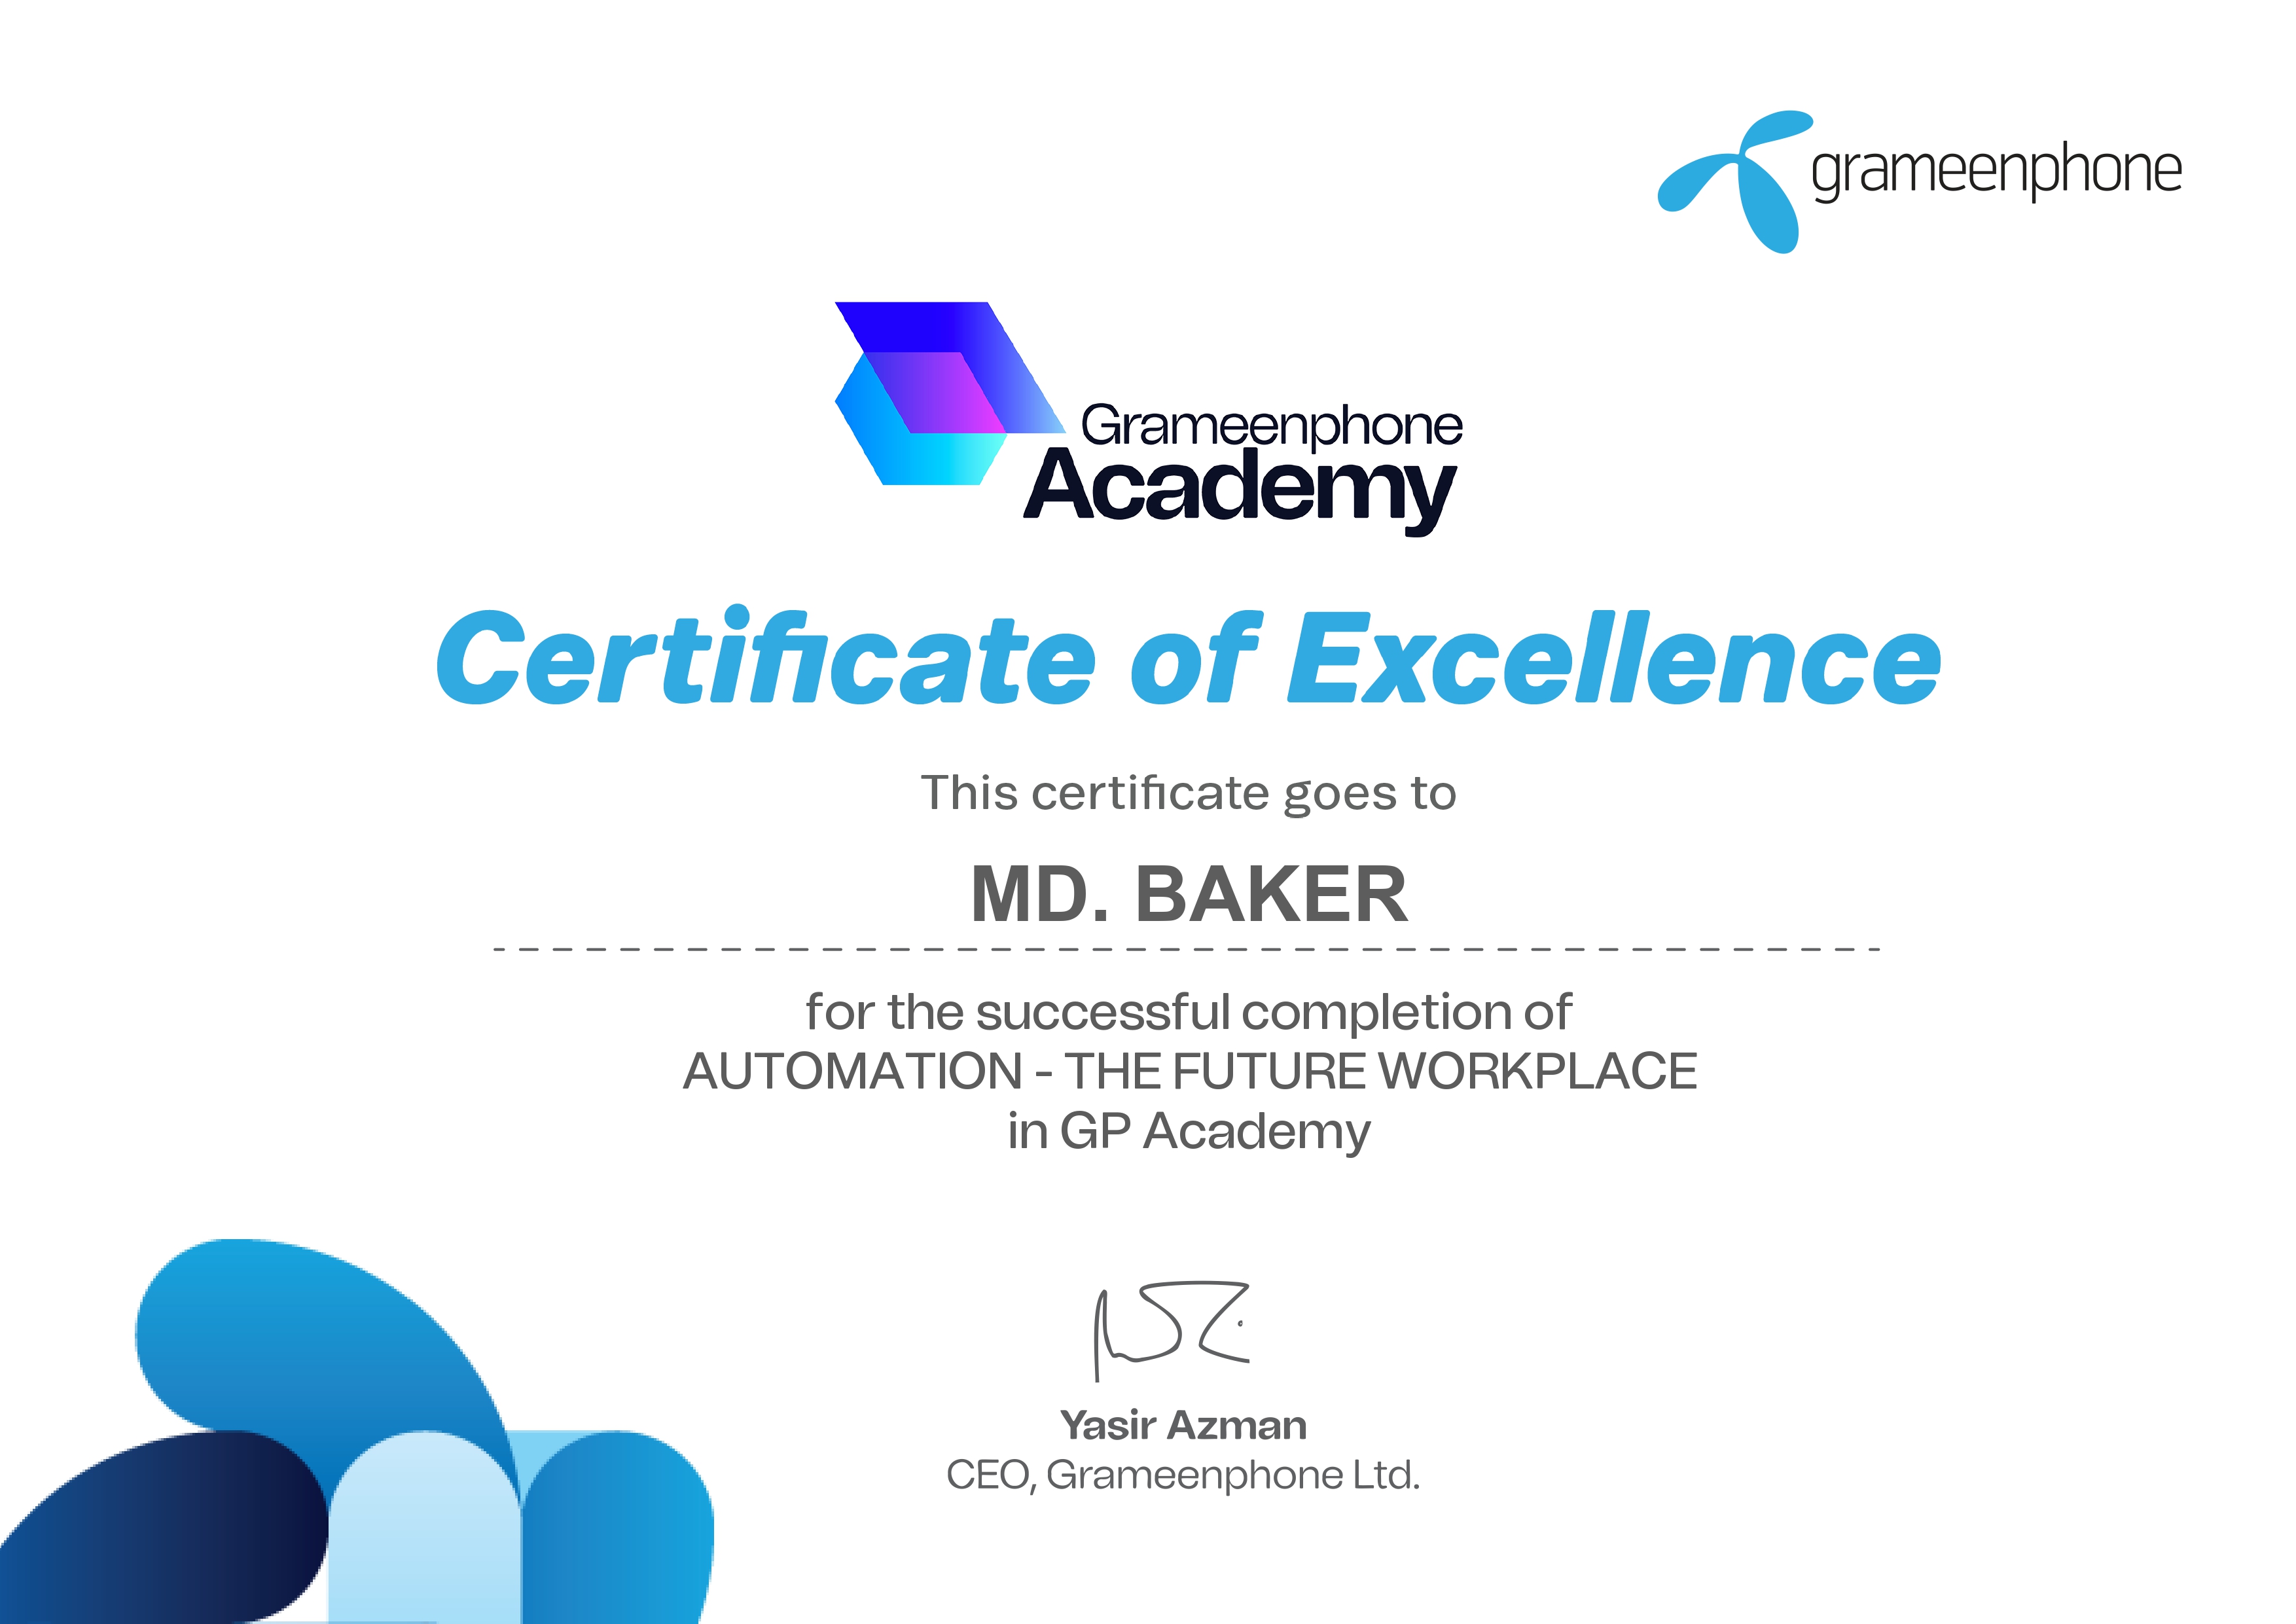 grameenphone
Grameenphone
Academy
Certificate of Excellence
This certificate goes to
MD. BAKER
for the successful completion of
AUTOMATION - THE FUTURE WORKPLACE
in GP Academy
Yasir Azman
CEO, Grameenphone Ltd.